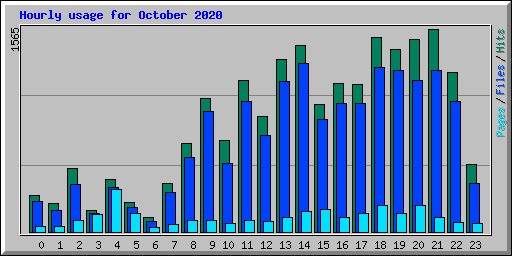 Hourly usage for October 2020
1565
Pages/Files/Hits
0 1 2 3 4 5 6 7 8 9 10 11 12 13 14 15 16 17 18 19 20 21 22 23